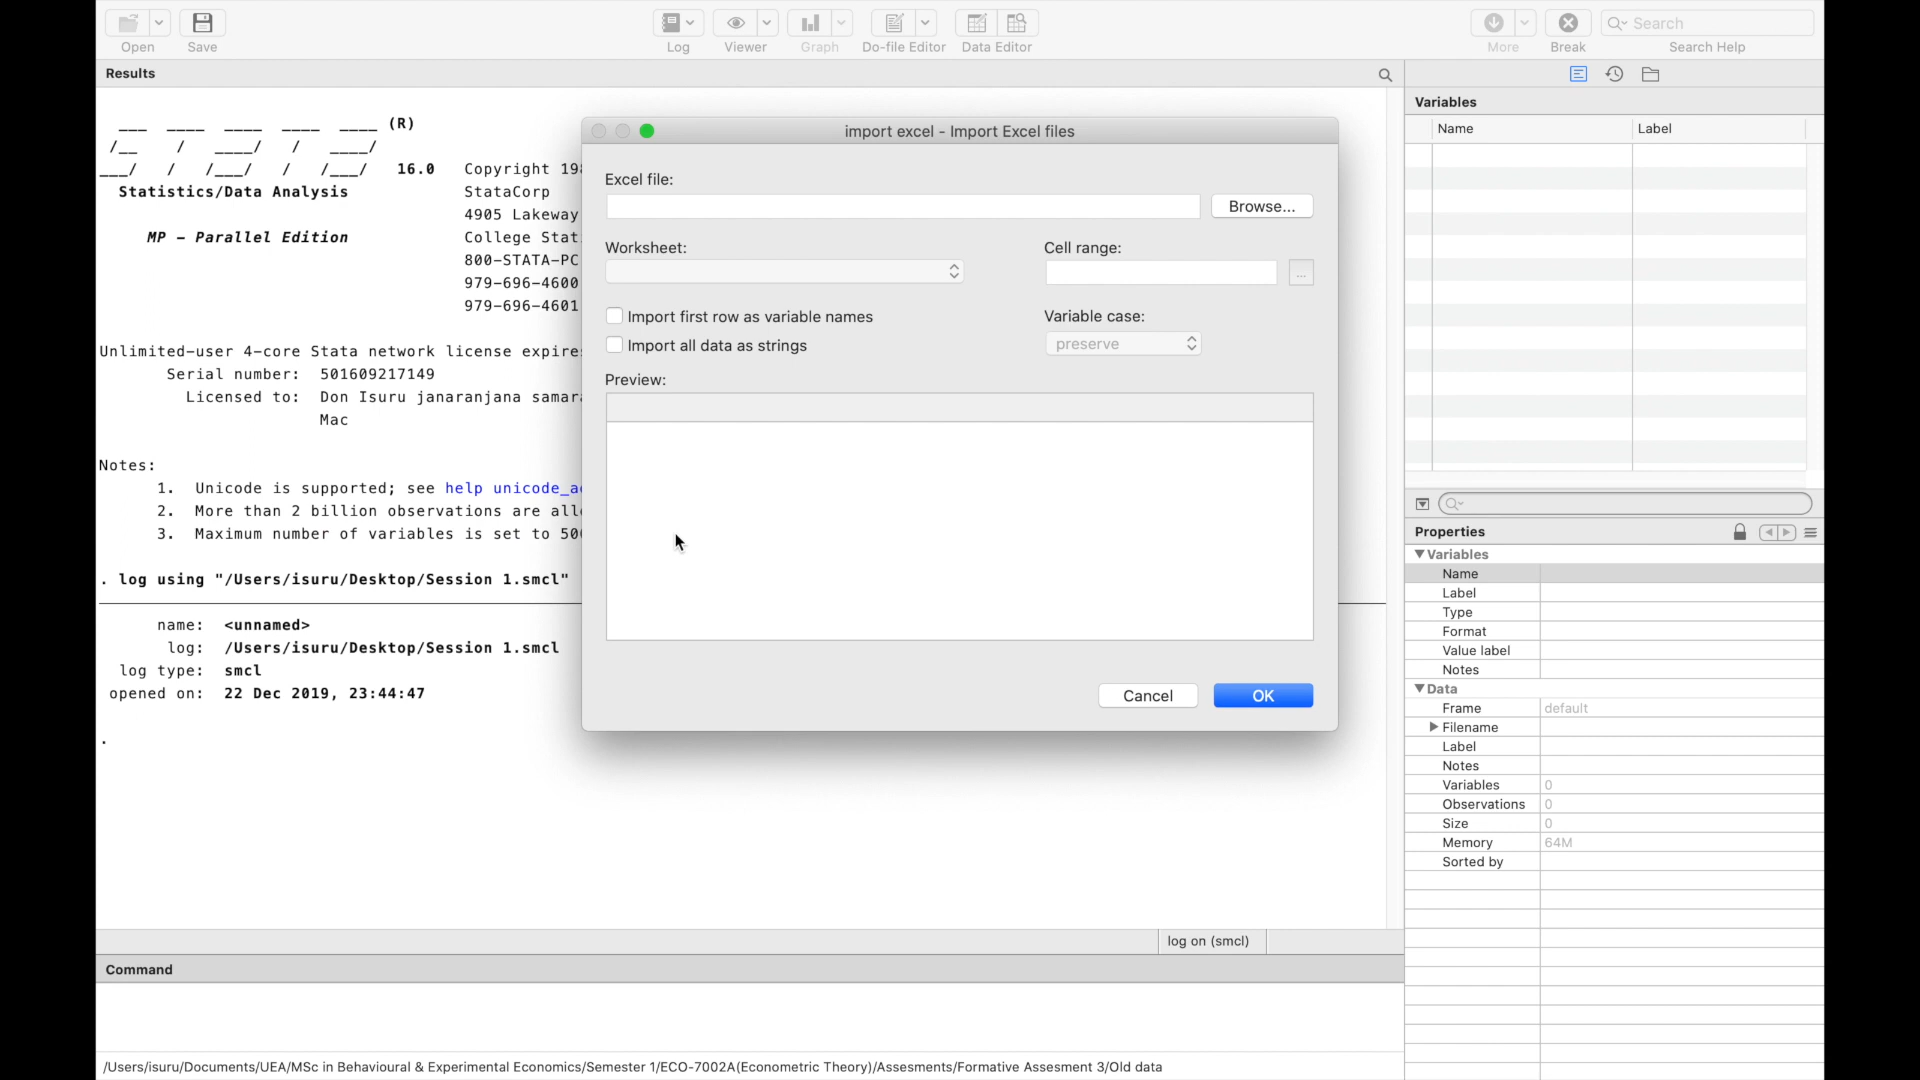 Open
Save
Log
Viewer
Graph
Do-file Editor
Data Editor
More
Break
Search
Search Help
Results
(R)
16.0 Copyright 19
Statistics/Data Analysis StataCorp
4905 Lakeway
MP - Parallel Edition College Stat
800-STATA-PC
979-696-4600
979-696-4601
Unlimited-user 4-core Stata network license expires
Serial number: 501609217149
Licensed to: Don Isuru janaranjana samar
Mac
Notes:
1. Unicode is supported; see help unicode_a
2. More than 2 billion observations are all
3. Maximum number of variables is set to 500
. log using "/Users/isuru/Desktop/Session 1.smcl"
name: <unnamed>
log: /Users/isuru/Desktop/Session 1.smcl
log type: smcl
opened on: 22 Dec 2019, 23:44:47
.
import excel - Import Excel files
Excel file:
Browse...
Worksheet:
Cell range:
...
Import first row as variable names
Variable case:
Import all data as strings
preserve
Preview:
Cancel
OK
log on (smcl)
Command
/Users/isuru/Documents/UEA/MSc in Behavioural & Experimental Economics/Semester 1/ECO-7002A(Econometric Theory)/Assesments/Formative Assesment 3/Old data
Variables
Name Label
Properties
Variables
Name
Label
Type
Format
Value label
Notes
Data
Frame default
Filename
Label
Notes
Variables 0
Observations 0
Size 0
Memory 64M
Sorted by